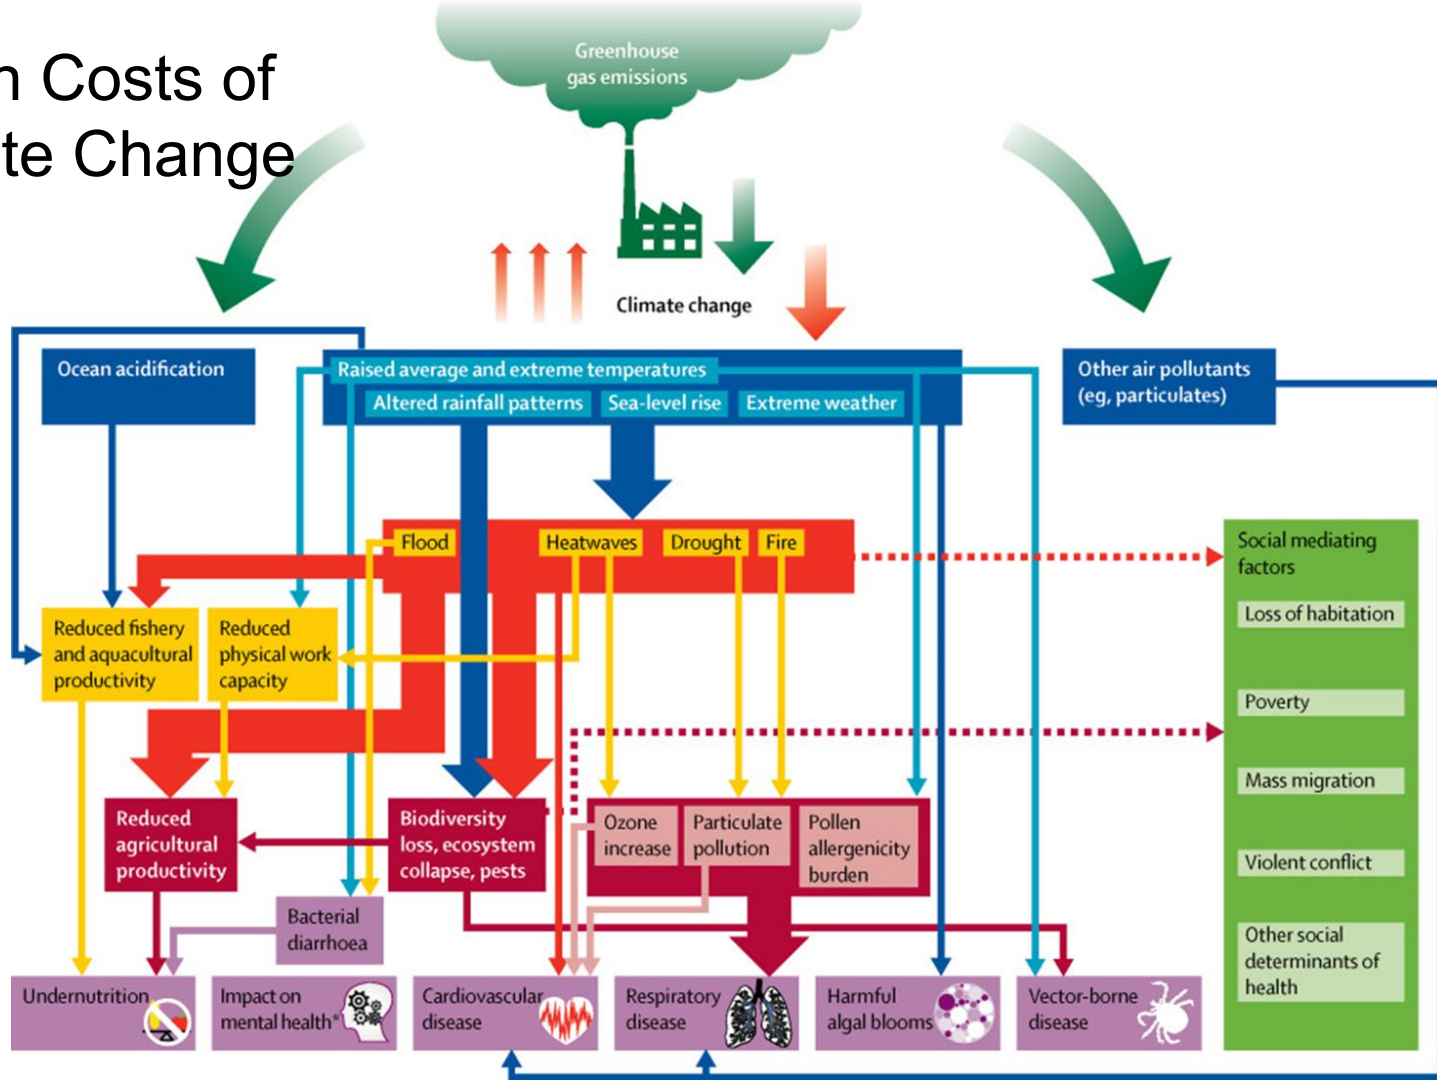 n Costs of
te Change
Greenhouse
gas emissions
Climate change
Ocean acidification
Raised average and extreme temperatures
Altered rainfall patterns
Sea-level rise
Extreme weather
Other air pollutants
(eg, particulates)
Flood
Heatwaves
Drought
Fire
Social mediating
factors
Loss of habitation
Poverty
Mass migration
Violent conflict
Other social
determinants of
health
Reduced fishery
and aquacultural
productivity
Reduced
physical work
capacity
Reduced
agricultural
productivity
Biodiversity
loss, ecosystem
collapse, pests
Ozone
increase
Particulate
pollution
Pollen
allergenicity
burden
Bacterial
diarrhoea
Undernutrition
Impact on
mental health*
Cardiovascular
disease
Respiratory
disease
Harmful
algal blooms
Vector-borne
disease